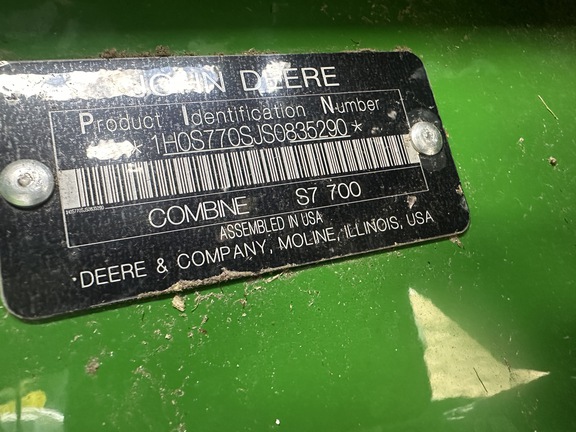 JOHN DEERE
Product Identification Number
*1H0S770SJS0835290*
COMBINE S7 700
ASSEMBLED IN USA
DEERE & COMPANY, MOLINE, ILLINOIS, USA